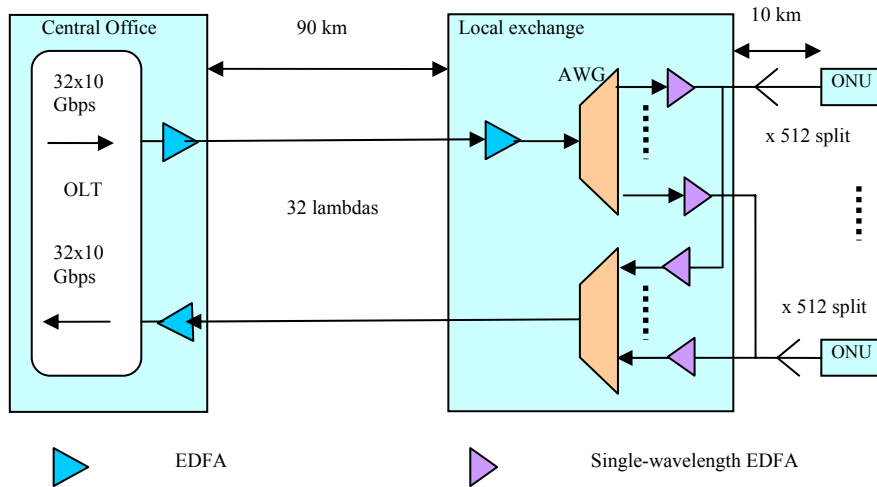 Central Office
90 km
Local exchange
10 km
32x10
Gbps
AWG
ONU
x 512 split
OLT
32 lambdas
32x10
Gbps
x 512 split
ONU
EDFA
Single-wavelength EDFA